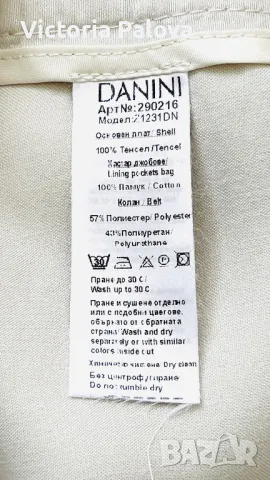 Victoria Palova
DANINI
Арт№:290216
Модел:21231DN
Основен плат/ Shell
100% Тенсел/Tencel
Хастар джобове/
Lining pockets bag
100% Памук / Cotton
Колан / Belt
57% Полиестер/ Polyester
43%Полиуретан/
Polyurethane
30
Пране до 30 C/
Wash up to 30 C
Пране и сушене отделно
или с подобни цветове,
обърнато от обратната
страна/Wash and dry
separately or with similar
colors inside out
Химическо чистене/Dry clean
Без центрофугиране/
Do not tumble dry
bazar.bg